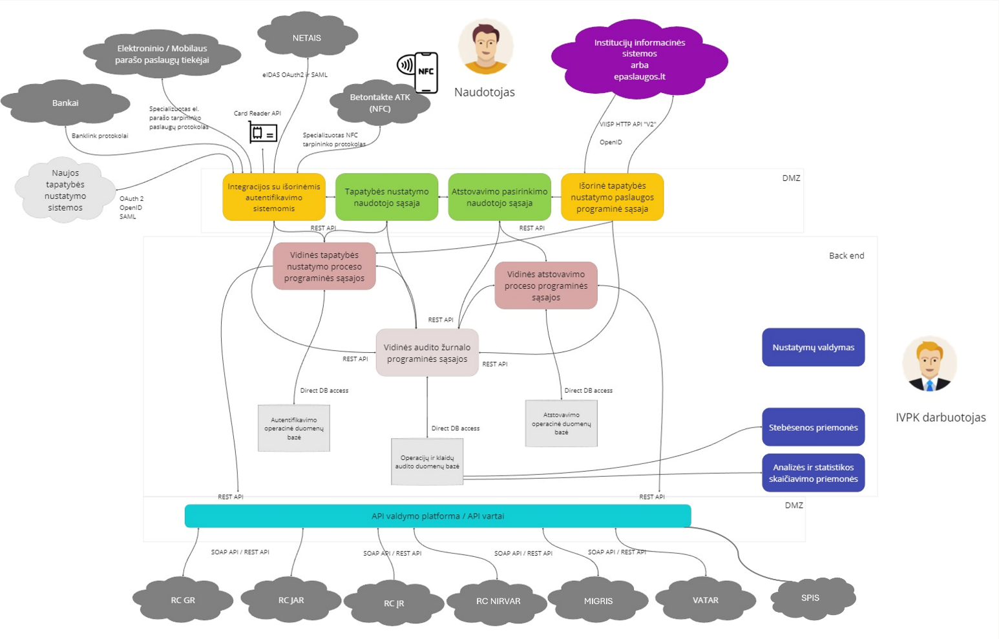 NETAIS
Elektroninio / Mobilaus
parašo paslaugų tiekėjai
Institucijų informacinės
sistemos
arba
epaslaugos.lt
NFC
Naudotojas
eIDAS OAuth2 ir SAML
Bankai
Betontakte ATK
(NFC)
Specializuotas el.
parašo tarpininko
paslaugų protokolas
Card Reader API
VIISP HTTP API "V2"
OpenID
Banklink protokolai
Specializuotas NFC
tarpininko protokolas
Naujos
tapatybės
nustatymo
sistemos
OAuth 2
OpenID
SAML
DMZ
Integracijos su išorinėmis
autentifikavimo
sistemomis
Tapatybės nustatymo
naudotojo sąsaja
Atstovavimo pasirinkimo
naudotojo sąsaja
Išorinė tapatybės
nustatymo paslaugos
programinė sąsaja
REST API
REST API
Back end
Vidinės tapatybės
nustatymo proceso
programinės sąsajos
Vidinės atstovavimo
proceso programinės
sąsajos
REST API
Vidinės audito žurnalo
programinės sąsajos
REST API
REST API
Nustatymų valdymas
IVPK darbuotojas
Direct DB access
Direct DB access
Autentifikavimo
operacinė duomenų
bazė
Atstovavimo
operacinė duomenų
bazė
Direct DB access
Stebėsenos priemonės
Operacijų ir klaidų
audito duomenų bazė
Analizės ir statistikos
skaičiavimo priemonės
REST API
REST API
DMZ
API valdymo platforma / API vartai
SOAP API / REST API
SOAP API / REST API
SOAP API / REST API
SOAP API / REST API
RC GR
RC JAR
RC ĮR
RC NIRVAR
MIGRIS
VATAR
SPIS